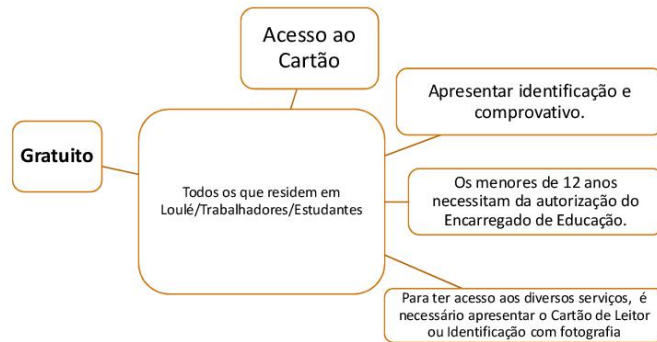 Acesso ao
Cartão
Apresentar identificação e
comprovativo.
Gratuito
Todos os que residem em
Loulé/Trabalhadores/Estudantes
Os menores de 12 anos
necessitam da autorização do
Encarregado de Educação.
Para ter acesso aos diversos serviços, é
necessário apresentar o Cartão de Leitor
ou Identificação com fotografia